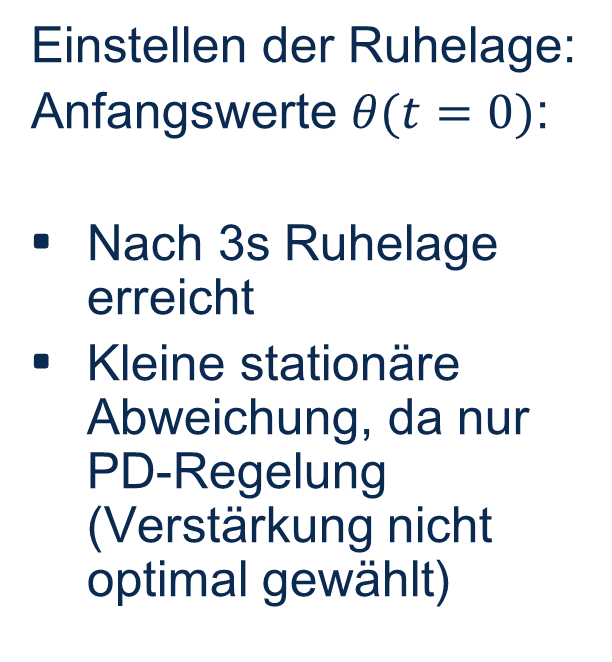 Einstellen der Ruhelage:
Anfangswerte 𝜃(𝑡 = 0):
▪ Nach 3s Ruhelage
erreicht
▪ Kleine stationäre
Abweichung, da nur
PD-Regelung
(Verstärkung nicht
optimal gewählt)